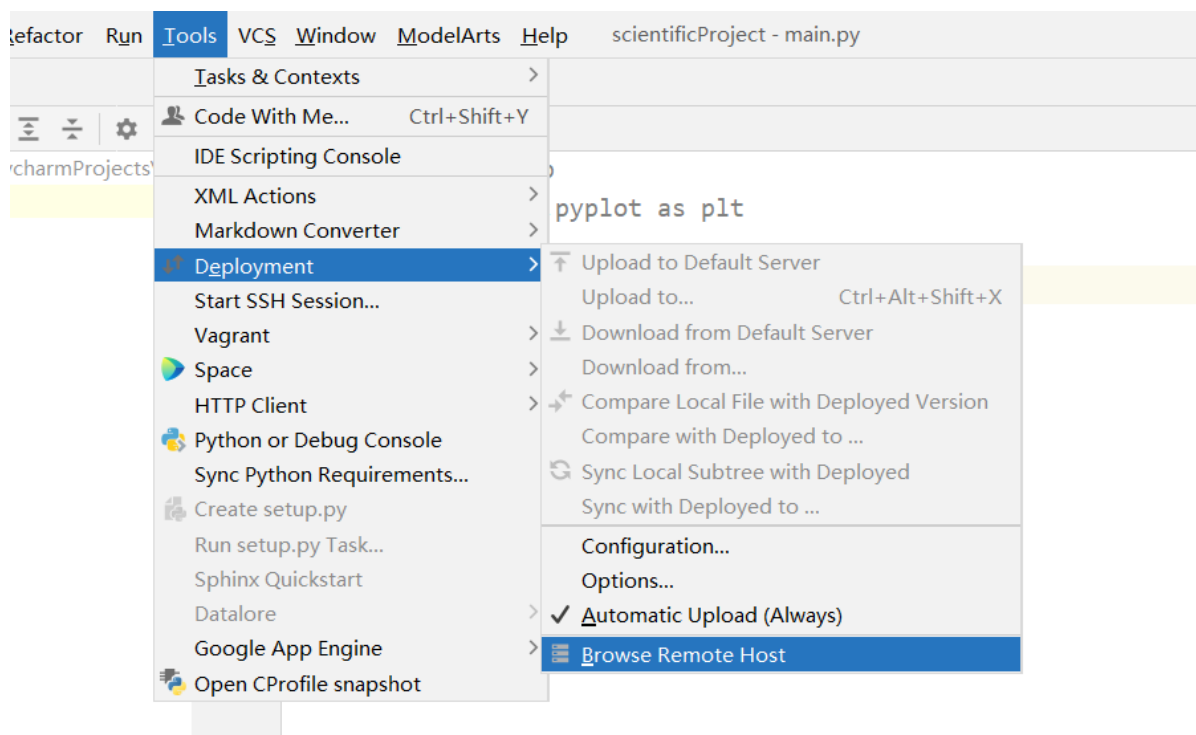 Refactor Run Tools VCS Window ModelArts Help scientificProject - main.py
Tasks & Contexts
Code With Me... Ctrl+Shift+Y
IDE Scripting Console
ycharmProjects
XML Actions
pyplot as plt
Markdown Converter
Deployment
Upload to Default Server
Start SSH Session...
Upload to... Ctrl+Alt+Shift+X
Vagrant
Download from Default Server
Space
Download from...
HTTP Client
Compare Local File with Deployed Version
Python or Debug Console
Compare with Deployed to ...
Sync Python Requirements...
Sync Local Subtree with Deployed
Create setup.py
Sync with Deployed to ...
Run setup.py Task...
Configuration...
Sphinx Quickstart
Options...
Datalore
Automatic Upload (Always)
Google App Engine
Browse Remote Host
Open CProfile snapshot